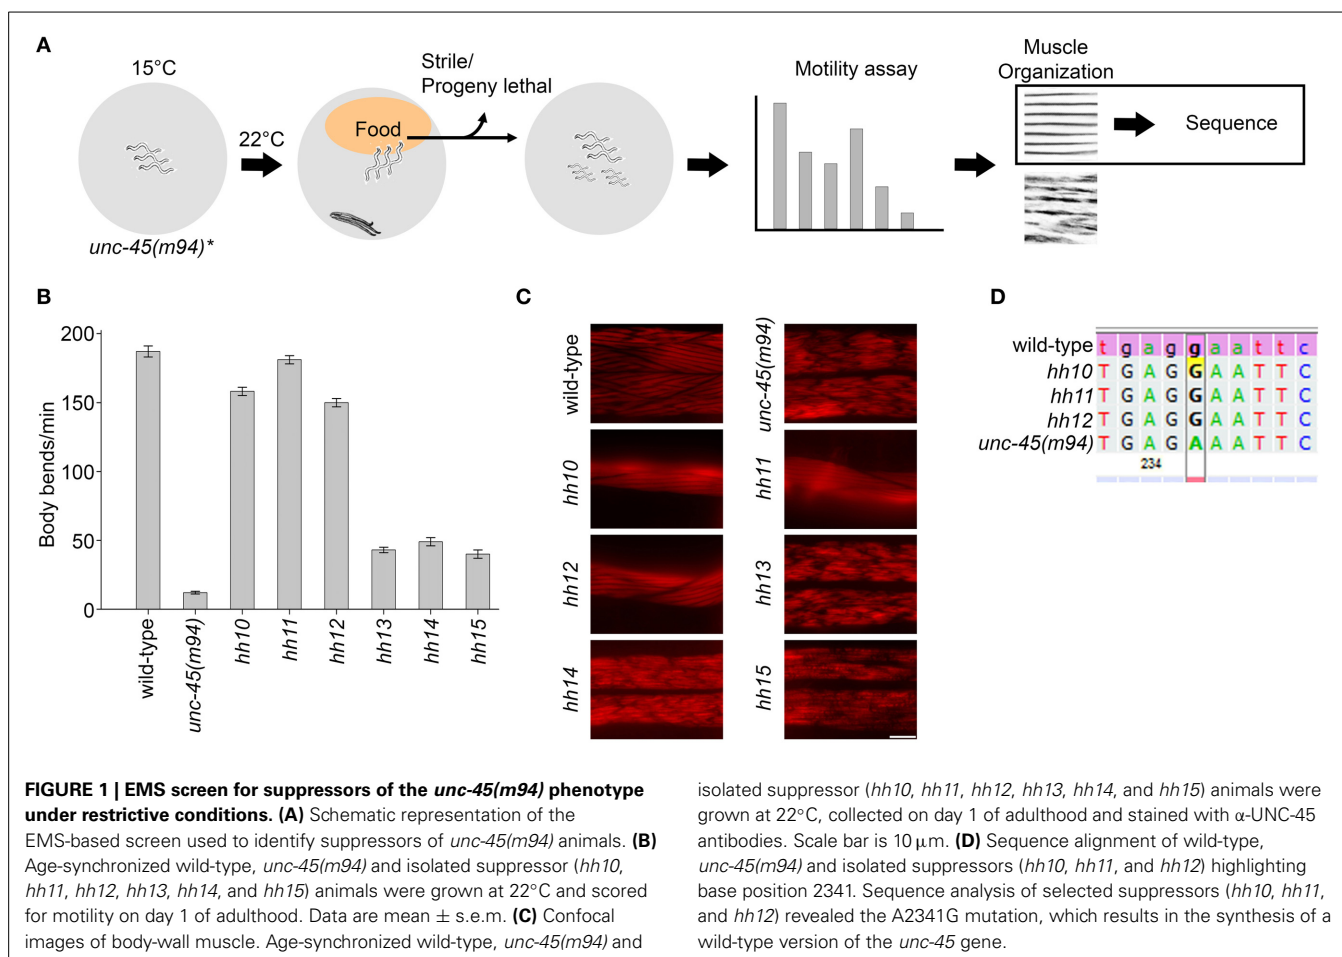 A
15°C
22°C
Food
Strile/
Progeny lethal
Motility assay
Muscle
Organization
Sequence
unc-45(m94)*
B
200
150
100
50
0
Body bends/min
wild-type
unc-45(m94)
hh10
hh11
hh12
hh13
hh14
hh15
C
wild-type
unc-45(m94)
hh10
hh11
hh12
hh13
hh14
hh15
D
wild-type t g a g g a a t t c
hh10 T G A G G A A T T C
hh11 T G A G G A A T T C
hh12 T G A G G A A T T C
unc-45(m94) T G A G A A A T T C
234
FIGURE 1 | EMS screen for suppressors of the unc-45(m94) phenotype
under restrictive conditions. (A) Schematic representation of the
EMS-based screen used to identify suppressors of unc-45(m94) animals. (B)
Age-synchronized wild-type, unc-45(m94) and isolated suppressor (hh10,
hh11, hh12, hh13, hh14, and hh15) animals were grown at 22°C and scored
for motility on day 1 of adulthood. Data are mean ± s.e.m. (C) Confocal
images of body-wall muscle. Age-synchronized wild-type, unc-45(m94) and
isolated suppressor (hh10, hh11, hh12, hh13, hh14, and hh15) animals were
grown at 22°C, collected on day 1 of adulthood and stained with α-UNC-45
antibodies. Scale bar is 10 μm. (D) Sequence alignment of wild-type,
unc-45(m94) and isolated suppressors (hh10, hh11, and hh12) highlighting
base position 2341. Sequence analysis of selected suppressors (hh10, hh11,
and hh12) revealed the A2341G mutation, which results in the synthesis of a
wild-type version of the unc-45 gene.